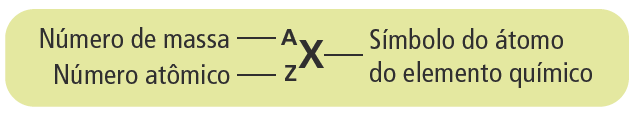 Número de massa
Número atômico
A
Z
X
Símbolo do átomo
do elemento químico